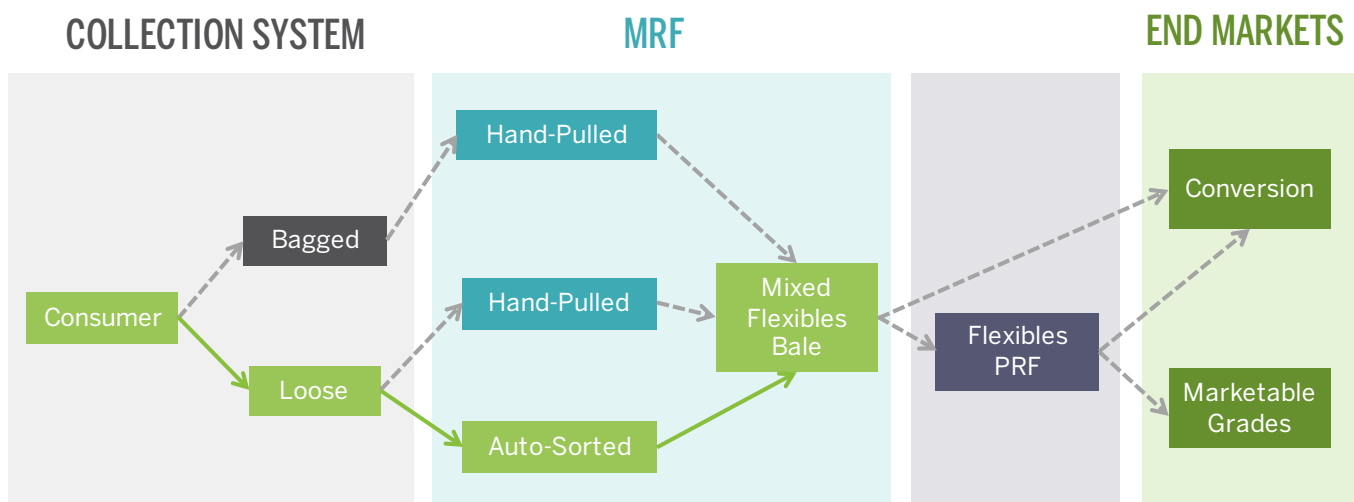 COLLECTION SYSTEM
MRF
END MARKETS
Hand-Pulled
Conversion
Bagged
Hand-Pulled
Mixed
Flexibles
Bale
Consumer
Flexibles
PRF
Loose
Marketable
Grades
Auto-Sorted